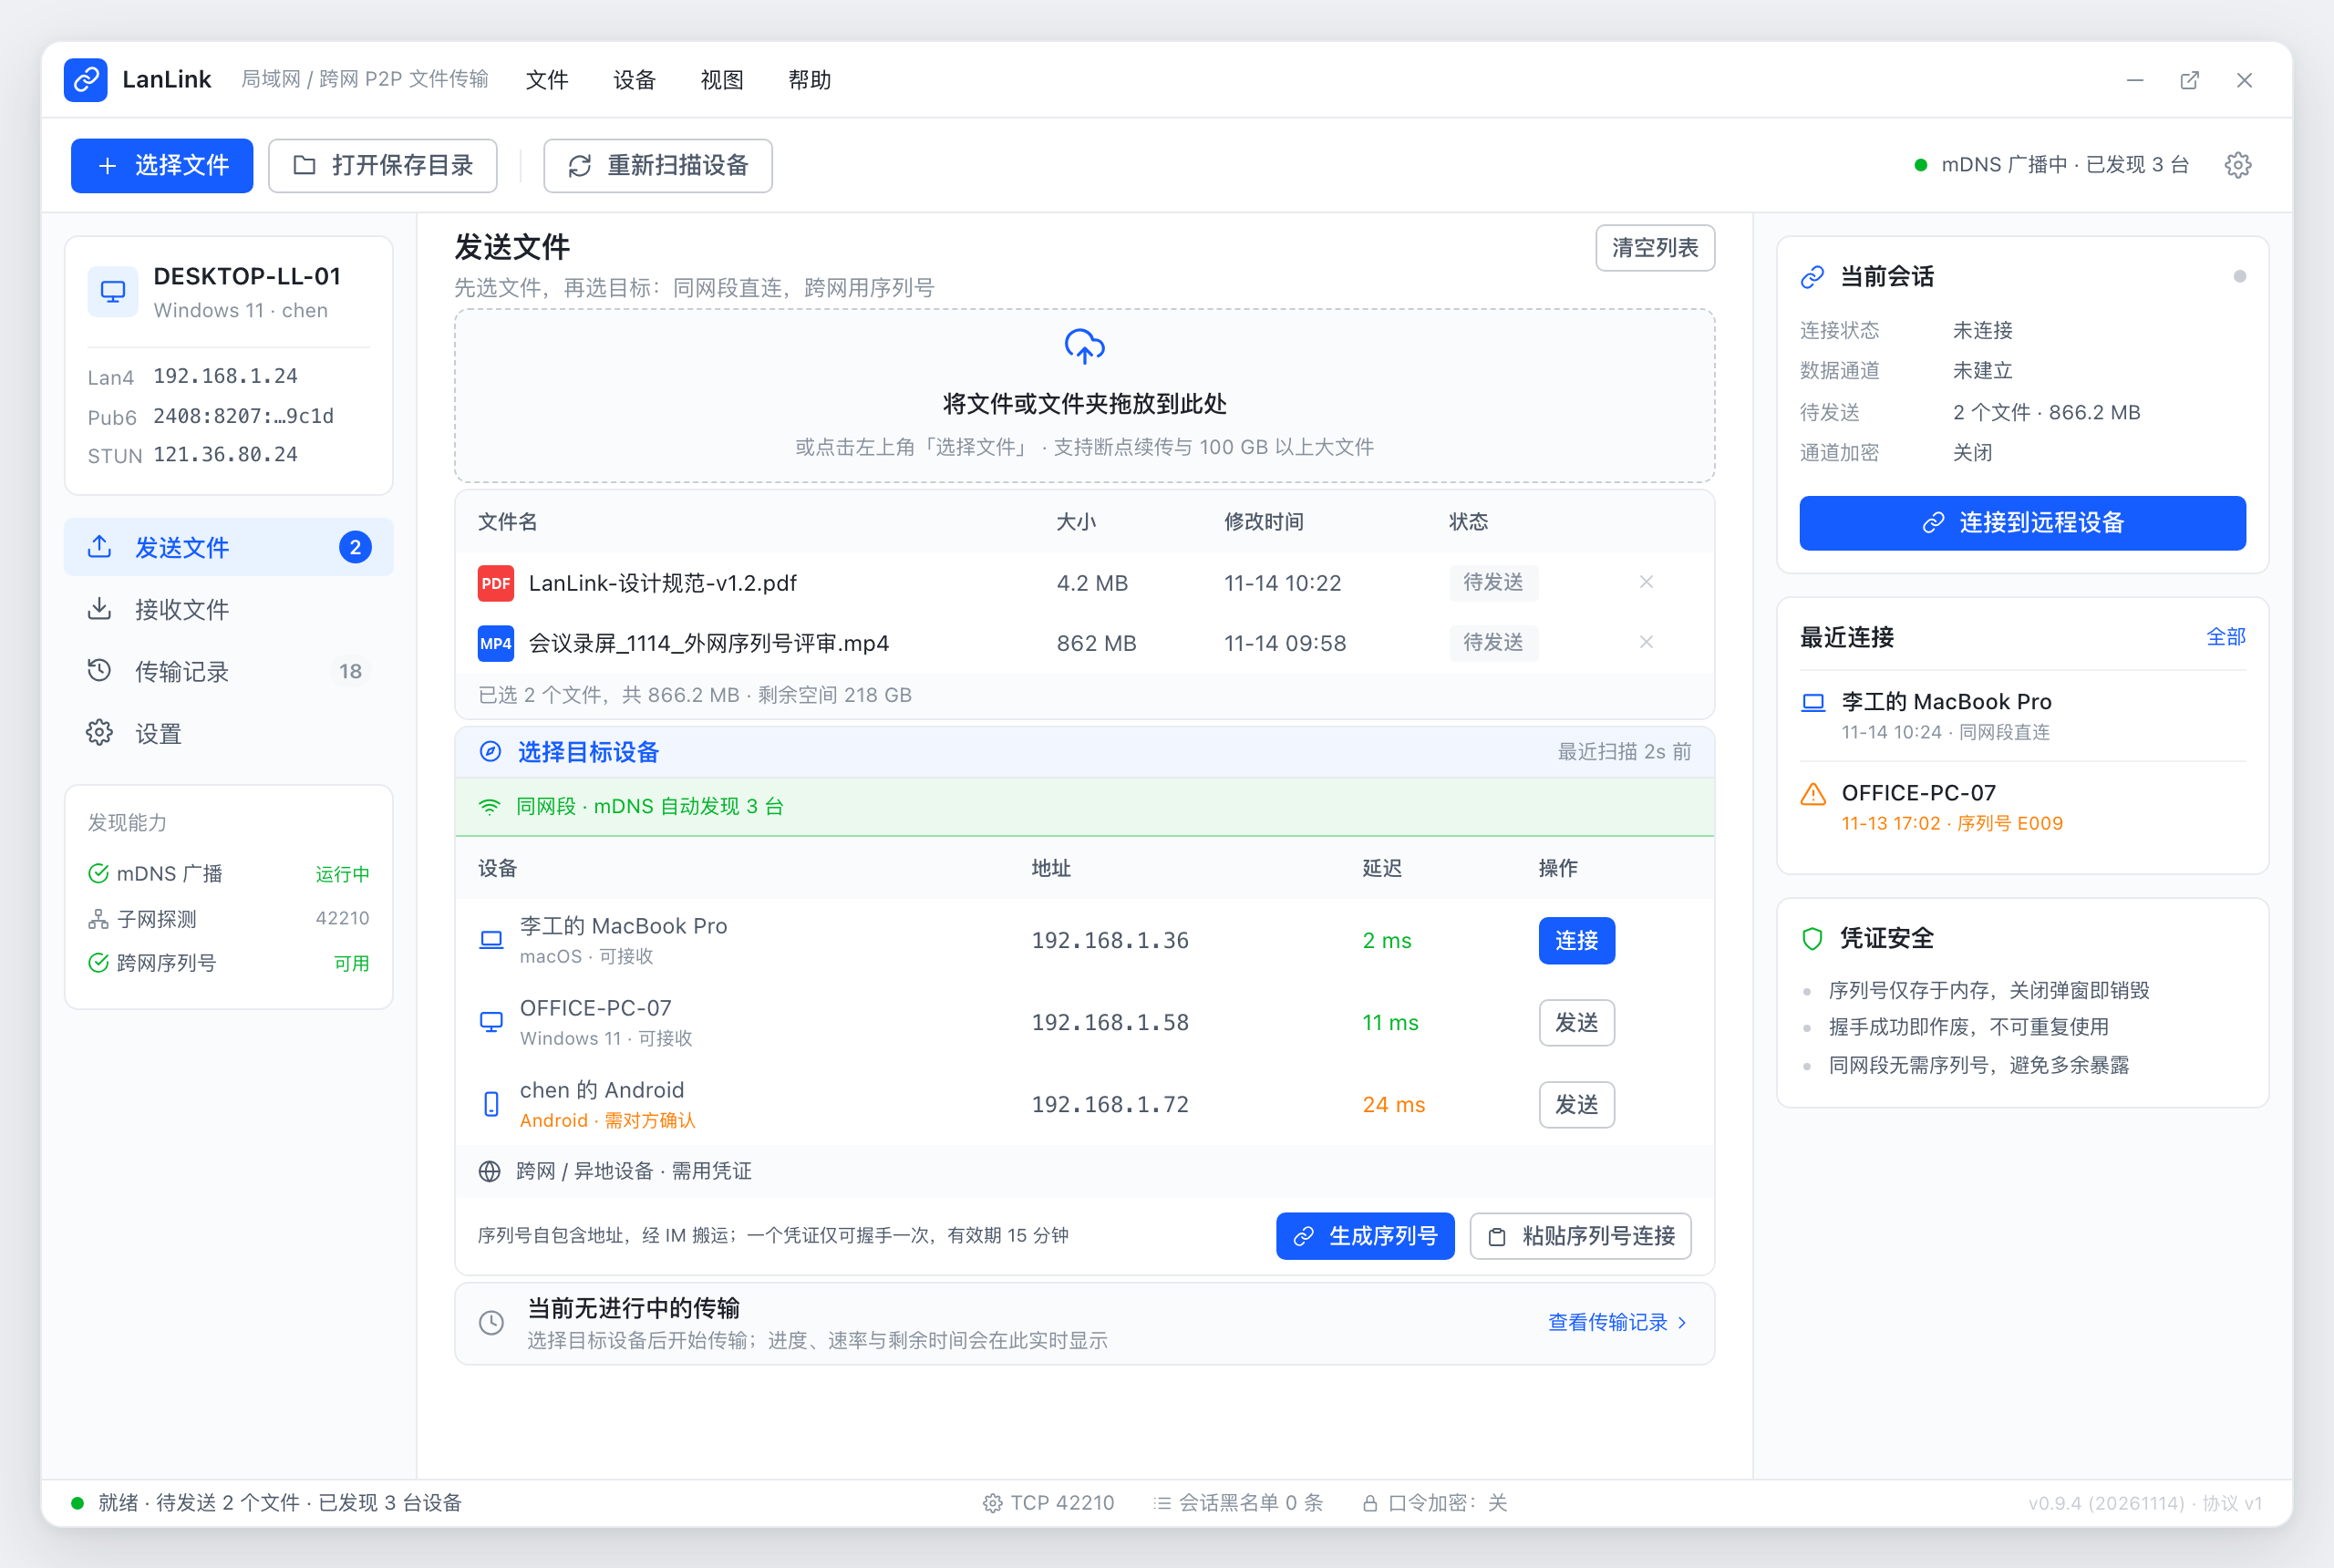 LanLink 局域网 / 跨网 P2P 文件传输 文件 设备 视图 帮助
选择文件 打开保存目录 重新扫描设备 mDNS 广播中 · 已发现 3 台
DESKTOP-LL-01
Windows 11 · chen
Lan4 192.168.1.24
Pub6 2408:8207:…9c1d
STUN 121.36.80.24
发送文件 2
接收文件
传输记录 18
设置
发现能力
mDNS 广播 运行中
子网探测 42210
跨网序列号 可用
发送文件 清空列表
先选文件，再选目标：同网段直连，跨网用序列号
将文件或文件夹拖放到此处
或点击左上角「选择文件」 · 支持断点续传与 100 GB 以上大文件
文件名 大小 修改时间 状态
PDF LanLink-设计规范-v1.2.pdf 4.2 MB 11-14 10:22 待发送
MP4 会议录屏_1114_外网序列号评审.mp4 862 MB 11-14 09:58 待发送
已选 2 个文件，共 866.2 MB · 剩余空间 218 GB
选择目标设备 最近扫描 2s 前
同网段 · mDNS 自动发现 3 台
设备 地址 延迟 操作
李工的 MacBook Pro 192.168.1.36 2 ms 连接
macOS · 可接收
OFFICE-PC-07 192.168.1.58 11 ms 发送
Windows 11 · 可接收
chen 的 Android 192.168.1.72 24 ms 发送
Android · 需对方确认
跨网 / 异地设备 · 需用凭证
序列号自包含地址，经 IM 搬运；一个凭证仅可握手一次，有效期 15 分钟 生成序列号 粘贴序列号连接
当前无进行中的传输 查看传输记录
选择目标设备后开始传输；进度、速率与剩余时间会在此实时显示
当前会话
连接状态 未连接
数据通道 未建立
待发送 2 个文件 · 866.2 MB
通道加密 关闭
连接到远程设备
最近连接 全部
李工的 MacBook Pro
11-14 10:24 · 同网段直连
OFFICE-PC-07
11-13 17:02 · 序列号 E009
凭证安全
序列号仅存于内存，关闭弹窗即销毁
握手成功即作废，不可重复使用
同网段无需序列号，避免多余暴露
就绪 · 待发送 2 个文件 · 已发现 3 台设备 TCP 42210 会话黑名单 0 条 口令加密：关 v0.9.4 (20261114) · 协议 v1